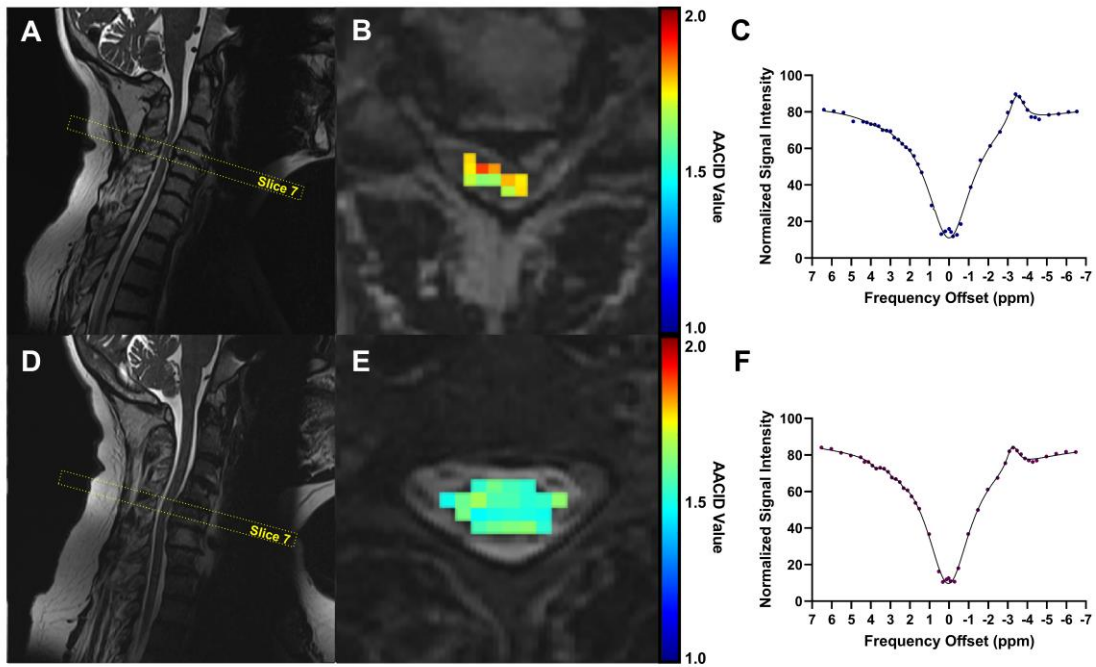 A
Slice 7
B
2.0
1.5
1.0
AACID Value
C
100
80
60
40
20
0
Normalized Signal Intensity
7 6 5 4 3 2 1 0 -1 -2 -3 -4 -5 -6 -7
Frequency Offset (ppm)
D
Slice 7
E
2.0
1.5
1.0
AACID Value
F
100
80
60
40
20
0
Normalized Signal Intensity
7 6 5 4 3 2 1 0 -1 -2 -3 -4 -5 -6 -7
Frequency Offset (ppm)